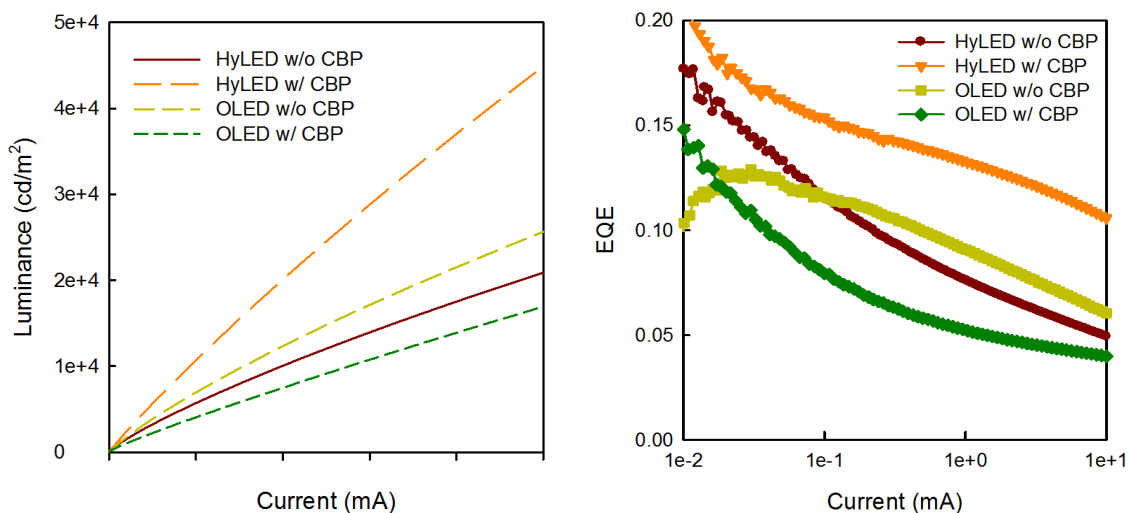 5e+4
4e+4
3e+4
2e+4
1e+4
0
Luminance (cd/m²)
HyLED w/o CBP
HyLED w/ CBP
OLED w/o CBP
OLED w/ CBP
Current (mA)
0.20
0.15
0.10
0.05
0.00
EQE
HyLED w/o CBP
HyLED w/ CBP
OLED w/o CBP
OLED w/ CBP
1e-2 1e-1 1e+0 1e+1
Current (mA)